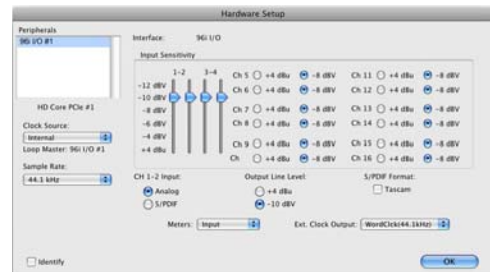 Hardware Setup
Peripherals
96i I/O #1
HD Core PCIe #1
Clock Source:
Internal
Loop Master: 96i I/O #1
Sample Rate:
44.1 kHz
Identify
Interface: 96i I/O
Input Sensitivity
1-2 3-4
-12 dBV
-10 dBV
-8 dBV
-6 dBV
-4 dBV
+4 dBu
Ch 5 +4 dBu -8 dBV Ch 11 +4 dBu -8 dBV
Ch 6 +4 dBu -8 dBV Ch 12 +4 dBu -8 dBV
Ch 7 +4 dBu -8 dBV Ch 13 +4 dBu -8 dBV
Ch 8 +4 dBu -8 dBV Ch 14 +4 dBu -8 dBV
Ch 9 +4 dBu -8 dBV Ch 15 +4 dBu -8 dBV
Ch +4 dBu -8 dBV Ch 16 +4 dBu -8 dBV
CH 1-2 Input: Output Line Level: S/PDIF Format:
Analog +4 dBu Tascam
S/PDIF -10 dBV
Meters: Input Ext. Clock Output: WordClck(44.1kHz)
OK